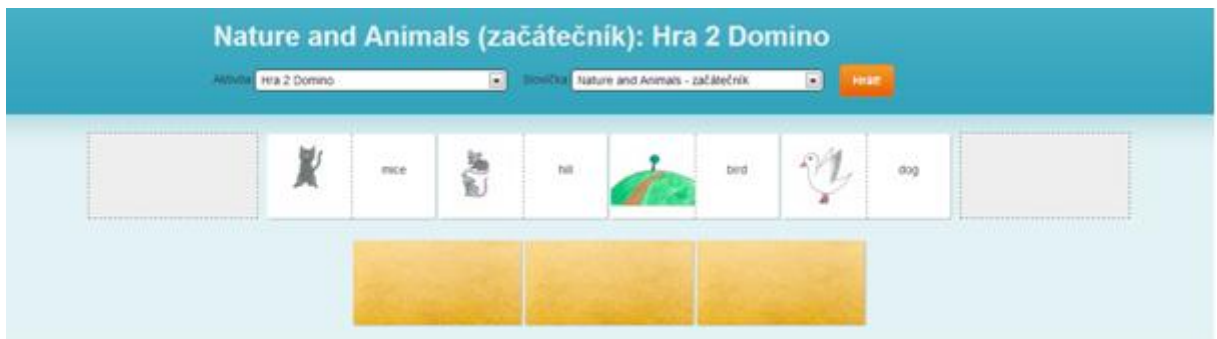 Nature and Animals (začátečník): Hra 2 Domino
Aktivita Hra 2 Domino Slovíčka Nature and Animals - začátečník Hrát!
mice hill bird dog